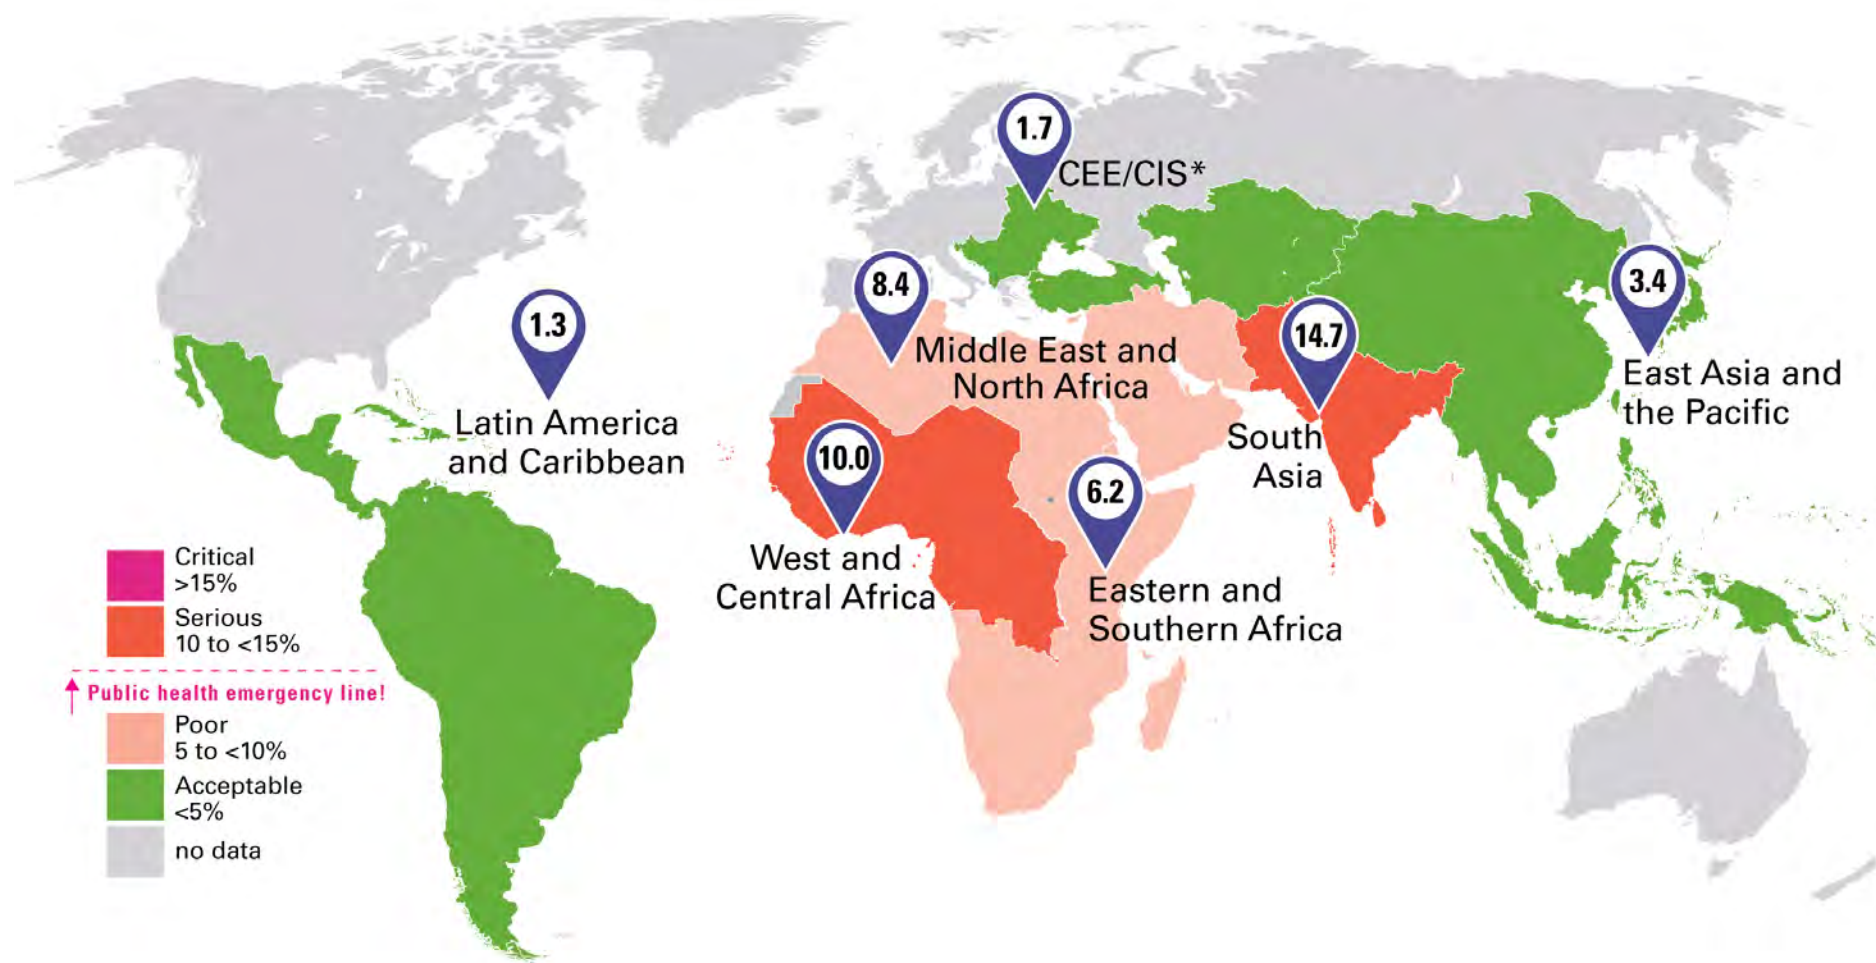 1.7
CEE/CIS*
8.4
Middle East and
North Africa
1.3
Latin America
and Caribbean
14.7
South
Asia
3.4
East Asia and
the Pacific
10.0
West and
Central Africa
6.2
Eastern and
Southern Africa
Critical
>15%
Serious
10 to <15%
Public health emergency line!
Poor
5 to <10%
Acceptable
<5%
no data